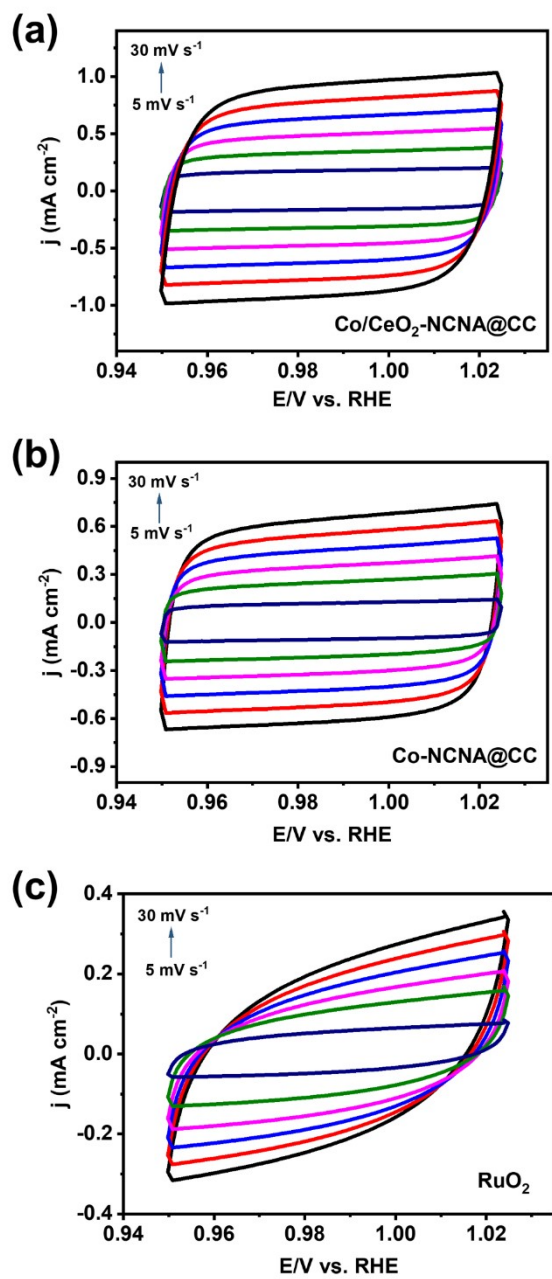 (a)
30 mV s⁻¹
5 mV s⁻¹
1.0
0.5
0.0
-0.5
-1.0
j (mA cm⁻²)
Co/CeO₂-NCNA@CC
0.94 0.96 0.98 1.00 1.02
E/V vs. RHE
(b)
30 mV s⁻¹
5 mV s⁻¹
0.9
0.6
0.3
0.0
-0.3
-0.6
-0.9
j (mA cm⁻²)
Co-NCNA@CC
0.94 0.96 0.98 1.00 1.02
E/V vs. RHE
(c)
30 mV s⁻¹
5 mV s⁻¹
0.4
0.2
0.0
-0.2
-0.4
j (mA cm⁻²)
RuO₂
0.94 0.96 0.98 1.00 1.02
E/V vs. RHE